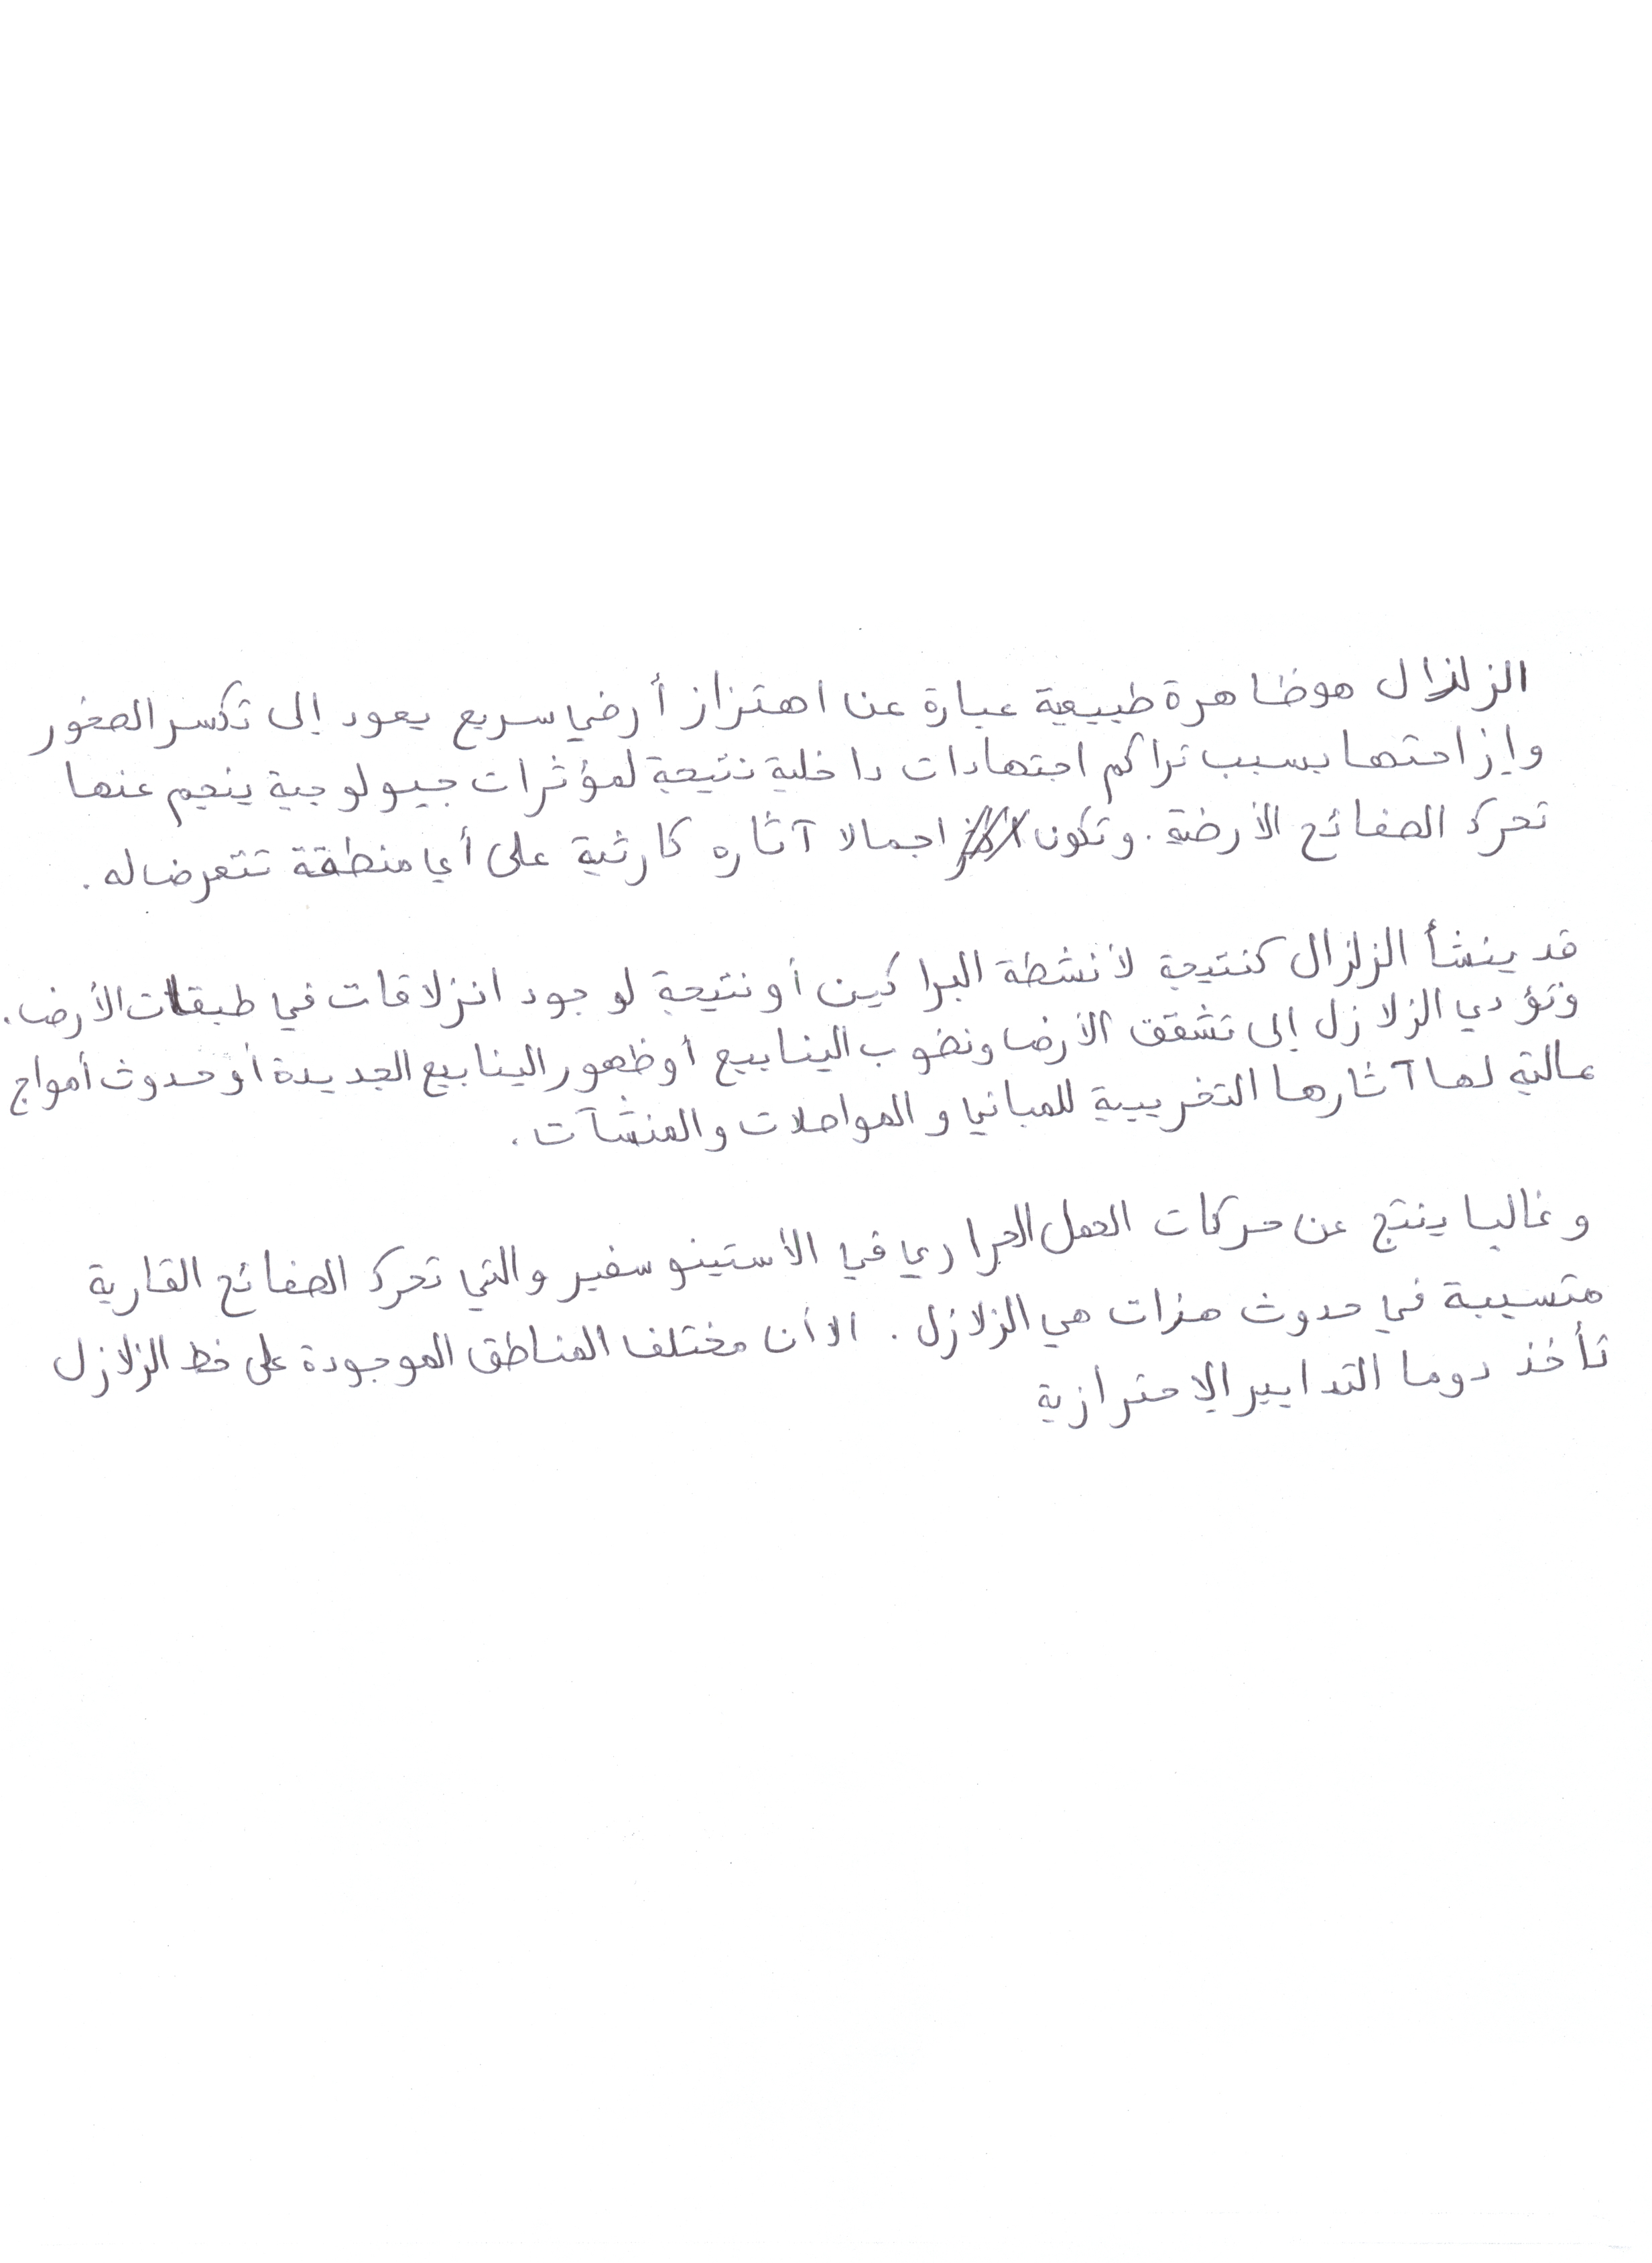 الزلزال هو ظاهرة طبيعية عبارة عن اهتزاز أرضي سريع يعود إلى تكسر الصخور
وإزاحتها بسبب تراكم اجتهادات داخلية نتيجة لمؤثرات جيولوجية ينجم عنها
تحرك الصفائح الأرضية. وتكون اجمالا آثاره كارثية على أي منطقة تتعرض له.
قد ينشأ الزلزال كنتيجة لأنشطة البراكين أو نتيجة لوجود انزلاقات في طبقات الأرض.
وتؤدي الزلازل إلى تشقق الأرض ونضوب الينابيع أو ظهور الينابيع الجديدة أو حدوث أمواج
عالية لها آثارها التخريبية للمباني والمواصلات والمنشآت.
وغالبا ينتج عن حركات الحمل الحراري في الأستينوسفير والتي تحرك الصفائح القارية
متسببة في حدوث هزات هي الزلازل. الا أن مختلف المناطق الموجودة على خط الزلازل
تأخذ دوما التدابير الإحترازية